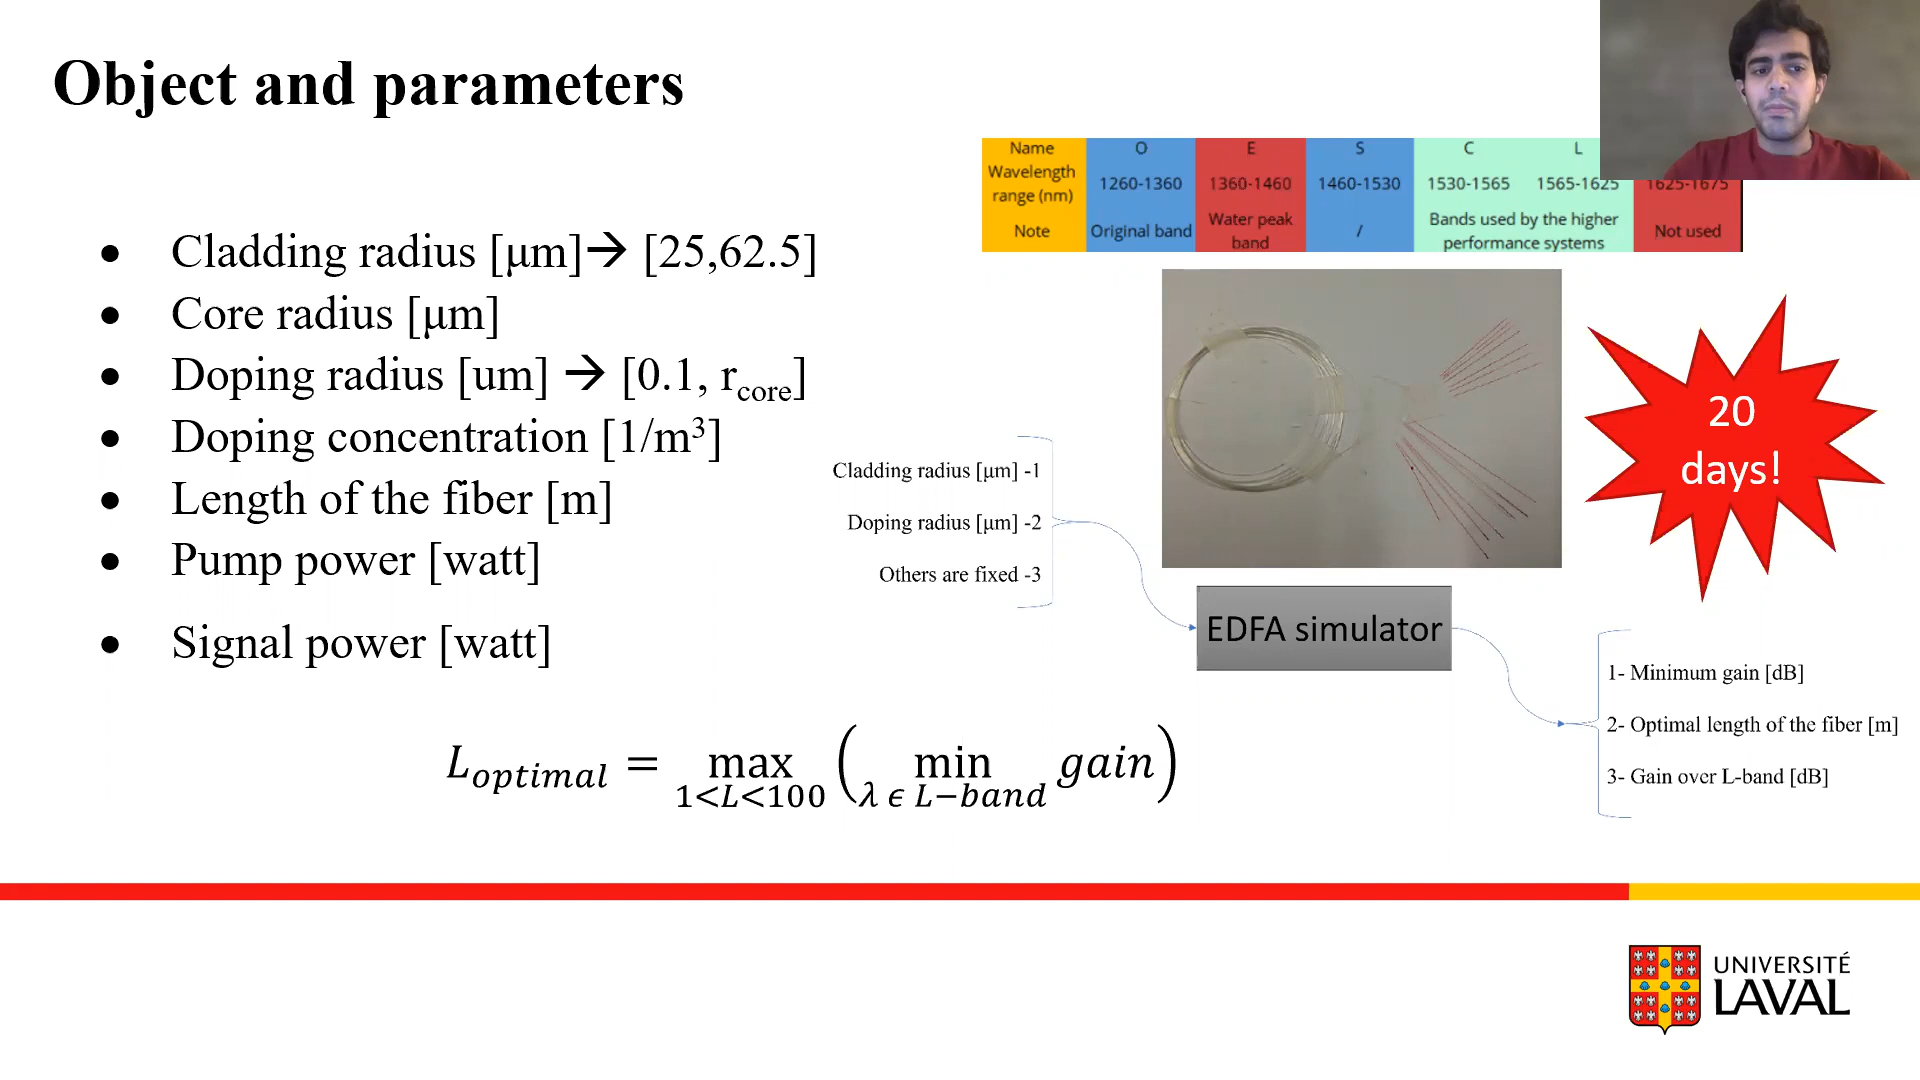 Object and parameters
Name O E S C L
Wavelength range (nm) 1260-1360 1360-1460 1460-1530 1530-1565 1565-1625 1625-1675
Note Original band Water peak band / Bands used by the higher performance systems Not used
• Cladding radius [μm]→ [25,62.5]
• Core radius [μm]
• Doping radius [um] → [0.1, r_core]
• Doping concentration [1/m³]
• Length of the fiber [m]
• Pump power [watt]
• Signal power [watt]
Cladding radius [μm] -1
Doping radius [μm] -2
Others are fixed -3
20
days!
EDFA simulator
1- Minimum gain [dB]
2- Optimal length of the fiber [m]
3- Gain over L-band [dB]
L_optimal = max_{1<L<100} ( min_{λ ϵ L−band} gain )
UNIVERSITÉ
LAVAL